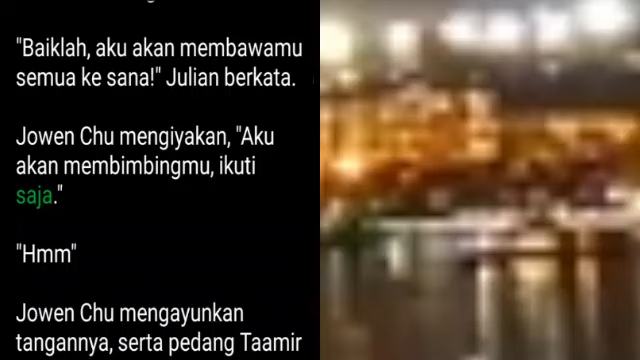 "Baiklah, aku akan membawamu
semua ke sana!" Julian berkata.
Jowen Chu mengiyakan, "Aku
akan membimbingmu, ikuti
saja."
"Hmm"
Jowen Chu mengayunkan
tangannya, serta pedang Taamir